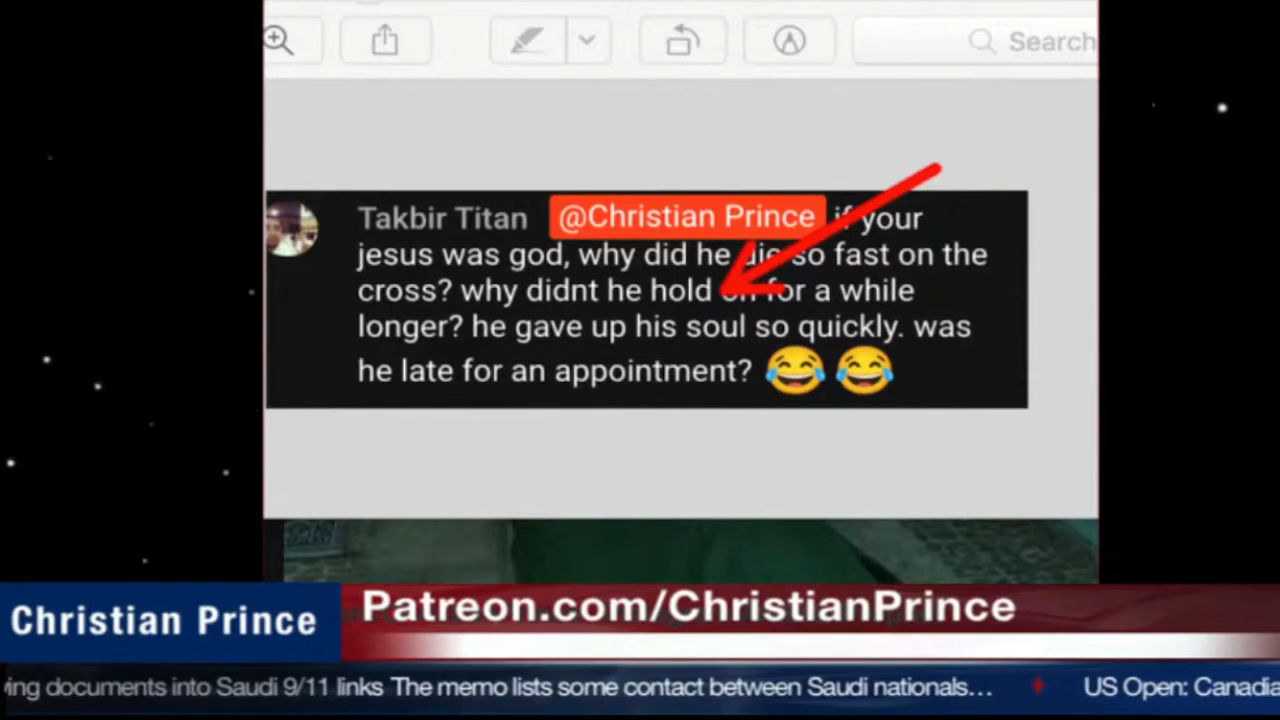 Search
Takbir Titan @Christian Prince if your
jesus was god, why did he die so fast on the
cross? why didnt he hold on for a while
longer? he gave up his soul so quickly. was
he late for an appointment? 😂😂
Christian Prince
Patreon.com/ChristianPrince
ing documents into Saudi 9/11 links The memo lists some contact between Saudi nationals... US Open: Canadia